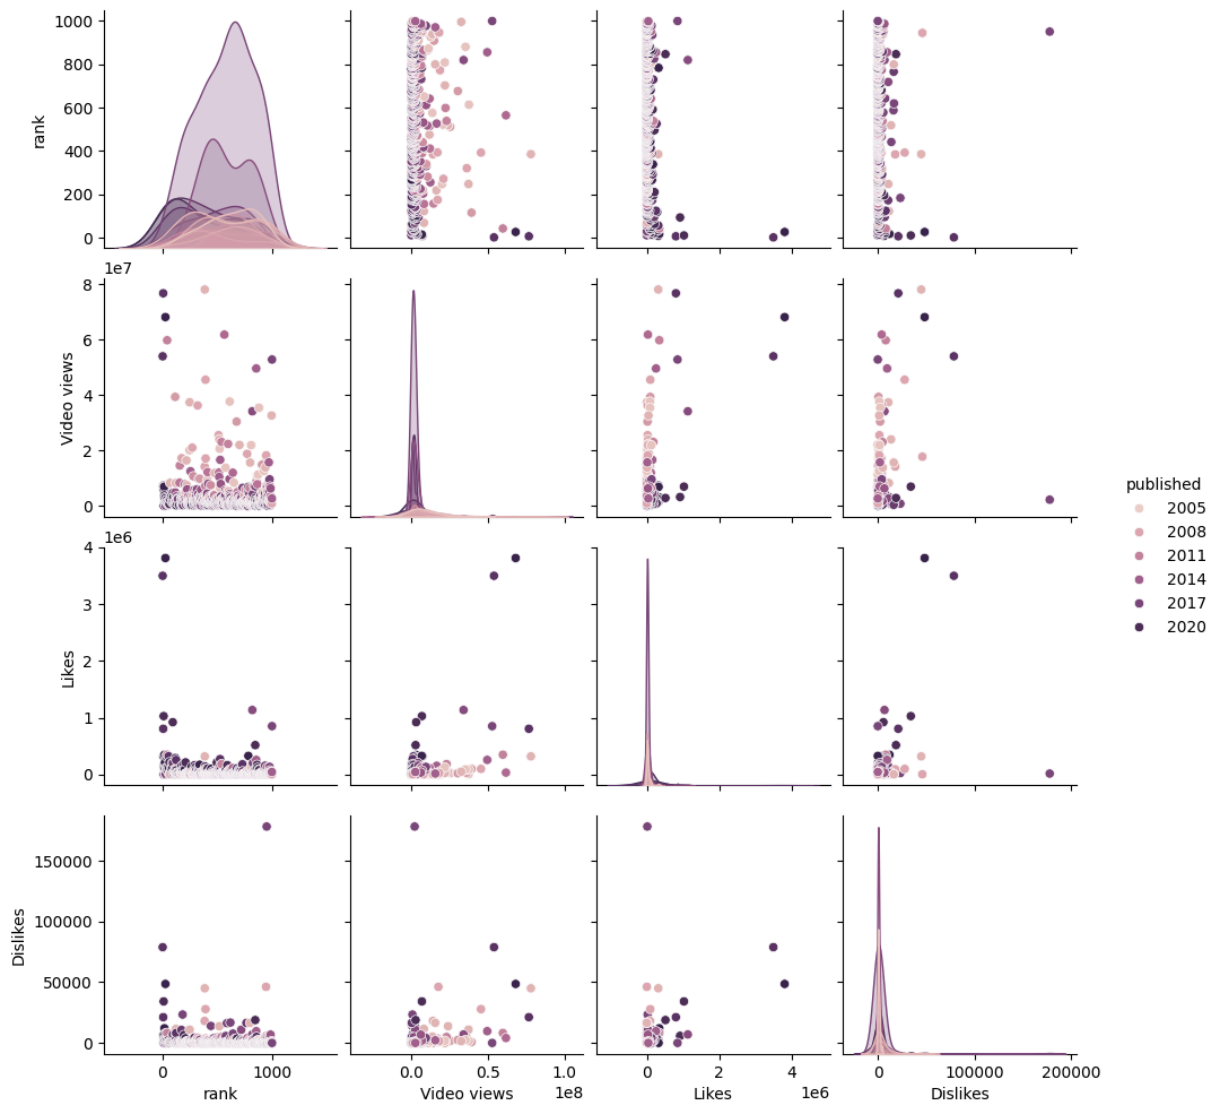 1000
800
600
400
200
0
rank
1e7
8
6
4
2
0
Video views
published
2005
2008
2011
2014
2017
2020
1e6
4
3
2
1
0
Likes
150000
100000
50000
0
Dislikes
0 1000
rank
0.0 0.5 1.0
Video views 1e8
0 2 4
Likes 1e6
0 100000 200000
Dislikes